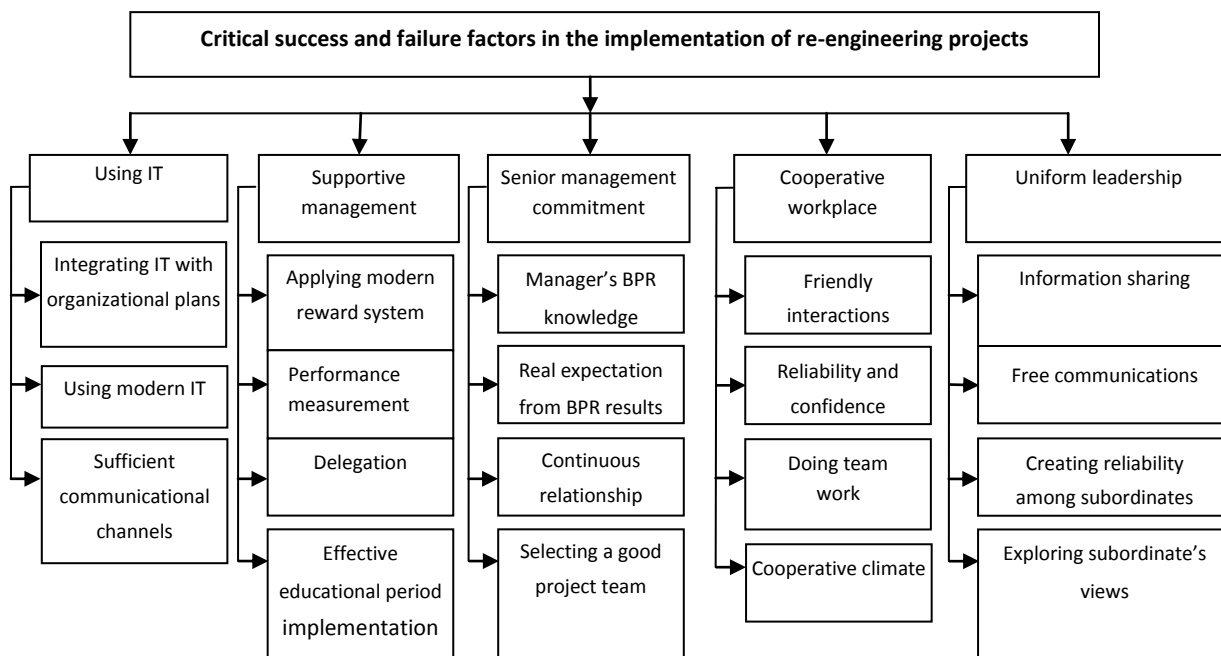 Critical success and failure factors in the implementation of re-engineering projects
Using IT
Integrating IT with
organizational plans
Using modern IT
Sufficient
communicational
channels
Supportive
management
Applying modern
reward system
Performance
measurement
Delegation
Effective
educational period
implementation
Senior management
commitment
Manager’s BPR
knowledge
Real expectation
from BPR results
Continuous
relationship
Selecting a good
project team
Cooperative
workplace
Friendly
interactions
Reliability and
confidence
Doing team
work
Cooperative climate
Uniform leadership
Information sharing
Free communications
Creating reliability
among subordinates
Exploring subordinate’s
views